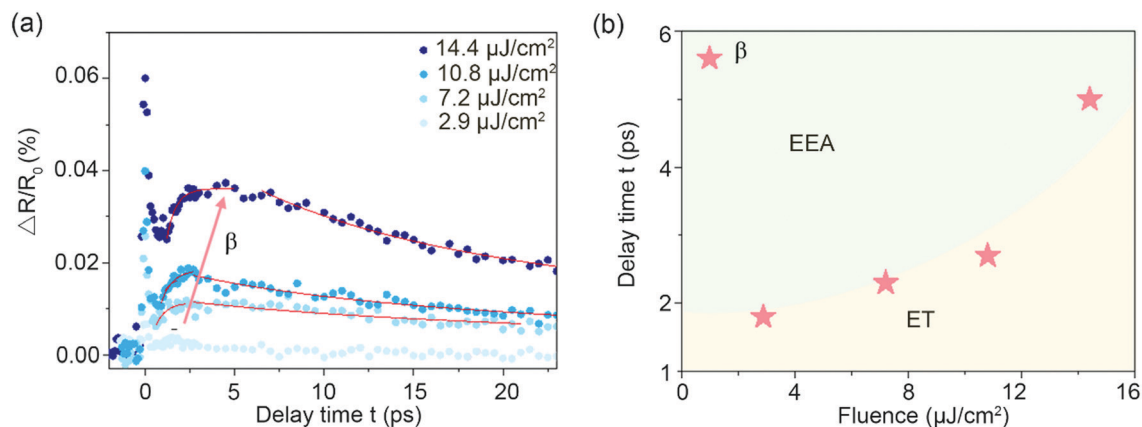 (a)
14.4 μJ/cm²
10.8 μJ/cm²
7.2 μJ/cm²
2.9 μJ/cm²
β
0.06
0.04
0.02
0.00
△R/R₀ (%)
0
5
10
15
20
Delay time t (ps)
(b)
β
EEA
ET
6
4
2
1
Delay time t (ps)
0
4
8
12
16
Fluence (μJ/cm²)